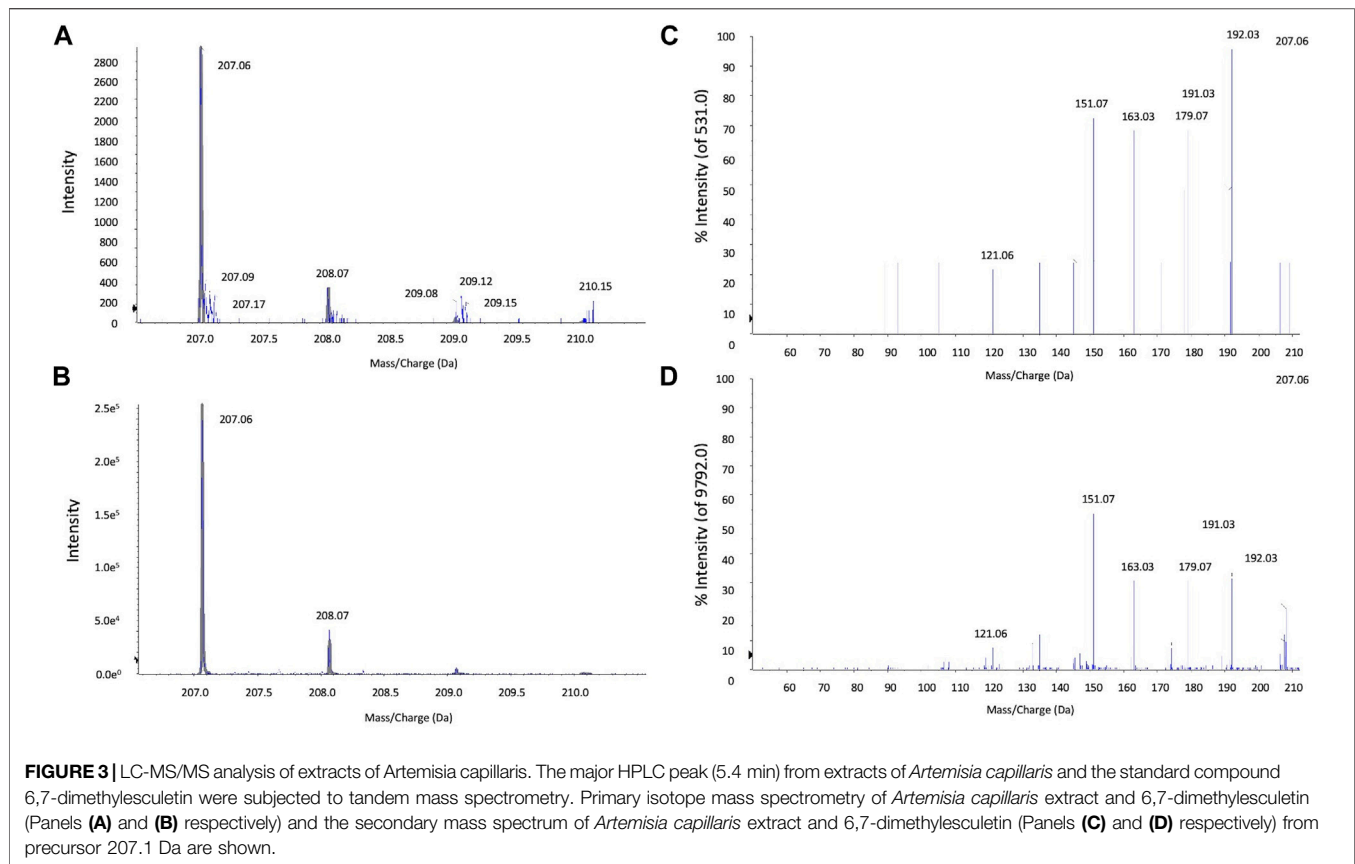 A
Intensity
2800
2600
2400
2200
2000
1800
1600
1400
1200
1000
800
600
400
200
0
207.06
207.09
207.17
208.07
209.08
209.12
209.15
210.15
207.0 207.5 208.0 208.5 209.0 209.5 210.0
Mass/Charge (Da)
B
Intensity
2.5e⁵
2.0e⁵
1.5e⁵
1.0e⁵
5.0e⁴
0.0e⁰
207.06
208.07
207.0 207.5 208.0 208.5 209.0 209.5 210.0
Mass/Charge (Da)
C
% Intensity (of 531.0)
100
90
80
70
60
50
40
30
20
10
0
192.03
207.06
191.03
151.07
163.03
179.07
121.06
60 70 80 90 100 110 120 130 140 150 160 170 180 190 200 210
Mass/Charge (Da)
D
% Intensity (of 9792.0)
100
90
80
70
60
50
40
30
20
10
0
207.06
151.07
191.03
163.03
179.07
192.03
121.06
60 70 80 90 100 110 120 130 140 150 160 170 180 190 200 210
Mass/Charge (Da)
FIGURE 3 | LC-MS/MS analysis of extracts of Artemisia capillaris. The major HPLC peak (5.4 min) from extracts of Artemisia capillaris and the standard compound
6,7-dimethylesculetin were subjected to tandem mass spectrometry. Primary isotope mass spectrometry of Artemisia capillaris extract and 6,7-dimethylesculetin
(Panels (A) and (B) respectively) and the secondary mass spectrum of Artemisia capillaris extract and 6,7-dimethylesculetin (Panels (C) and (D) respectively) from
precursor 207.1 Da are shown.